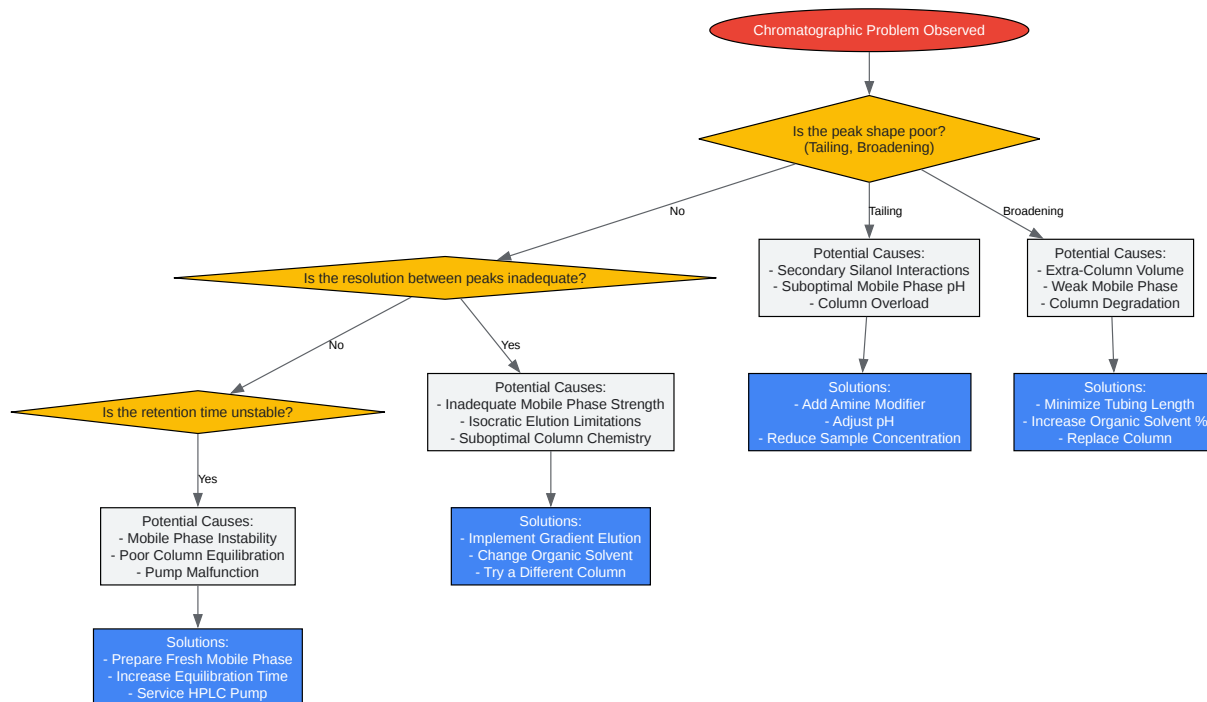 Chromatographic Problem Observed
Is the peak shape poor?
(Tailing, Broadening)
No
Tailing
Broadening
Is the resolution between peaks inadequate?
Potential Causes:
- Secondary Silanol Interactions
- Suboptimal Mobile Phase pH
- Column Overload
Potential Causes:
- Extra-Column Volume
- Weak Mobile Phase
- Column Degradation
No
Yes
Is the retention time unstable?
Potential Causes:
- Inadequate Mobile Phase Strength
- Isocratic Elution Limitations
- Suboptimal Column Chemistry
Solutions:
- Add Amine Modifier
- Adjust pH
- Reduce Sample Concentration
Solutions:
- Minimize Tubing Length
- Increase Organic Solvent %
- Replace Column
Yes
Potential Causes:
- Mobile Phase Instability
- Poor Column Equilibration
- Pump Malfunction
Solutions:
- Implement Gradient Elution
- Change Organic Solvent
- Try a Different Column
Solutions:
- Prepare Fresh Mobile Phase
- Increase Equilibration Time
- Service HPLC Pump